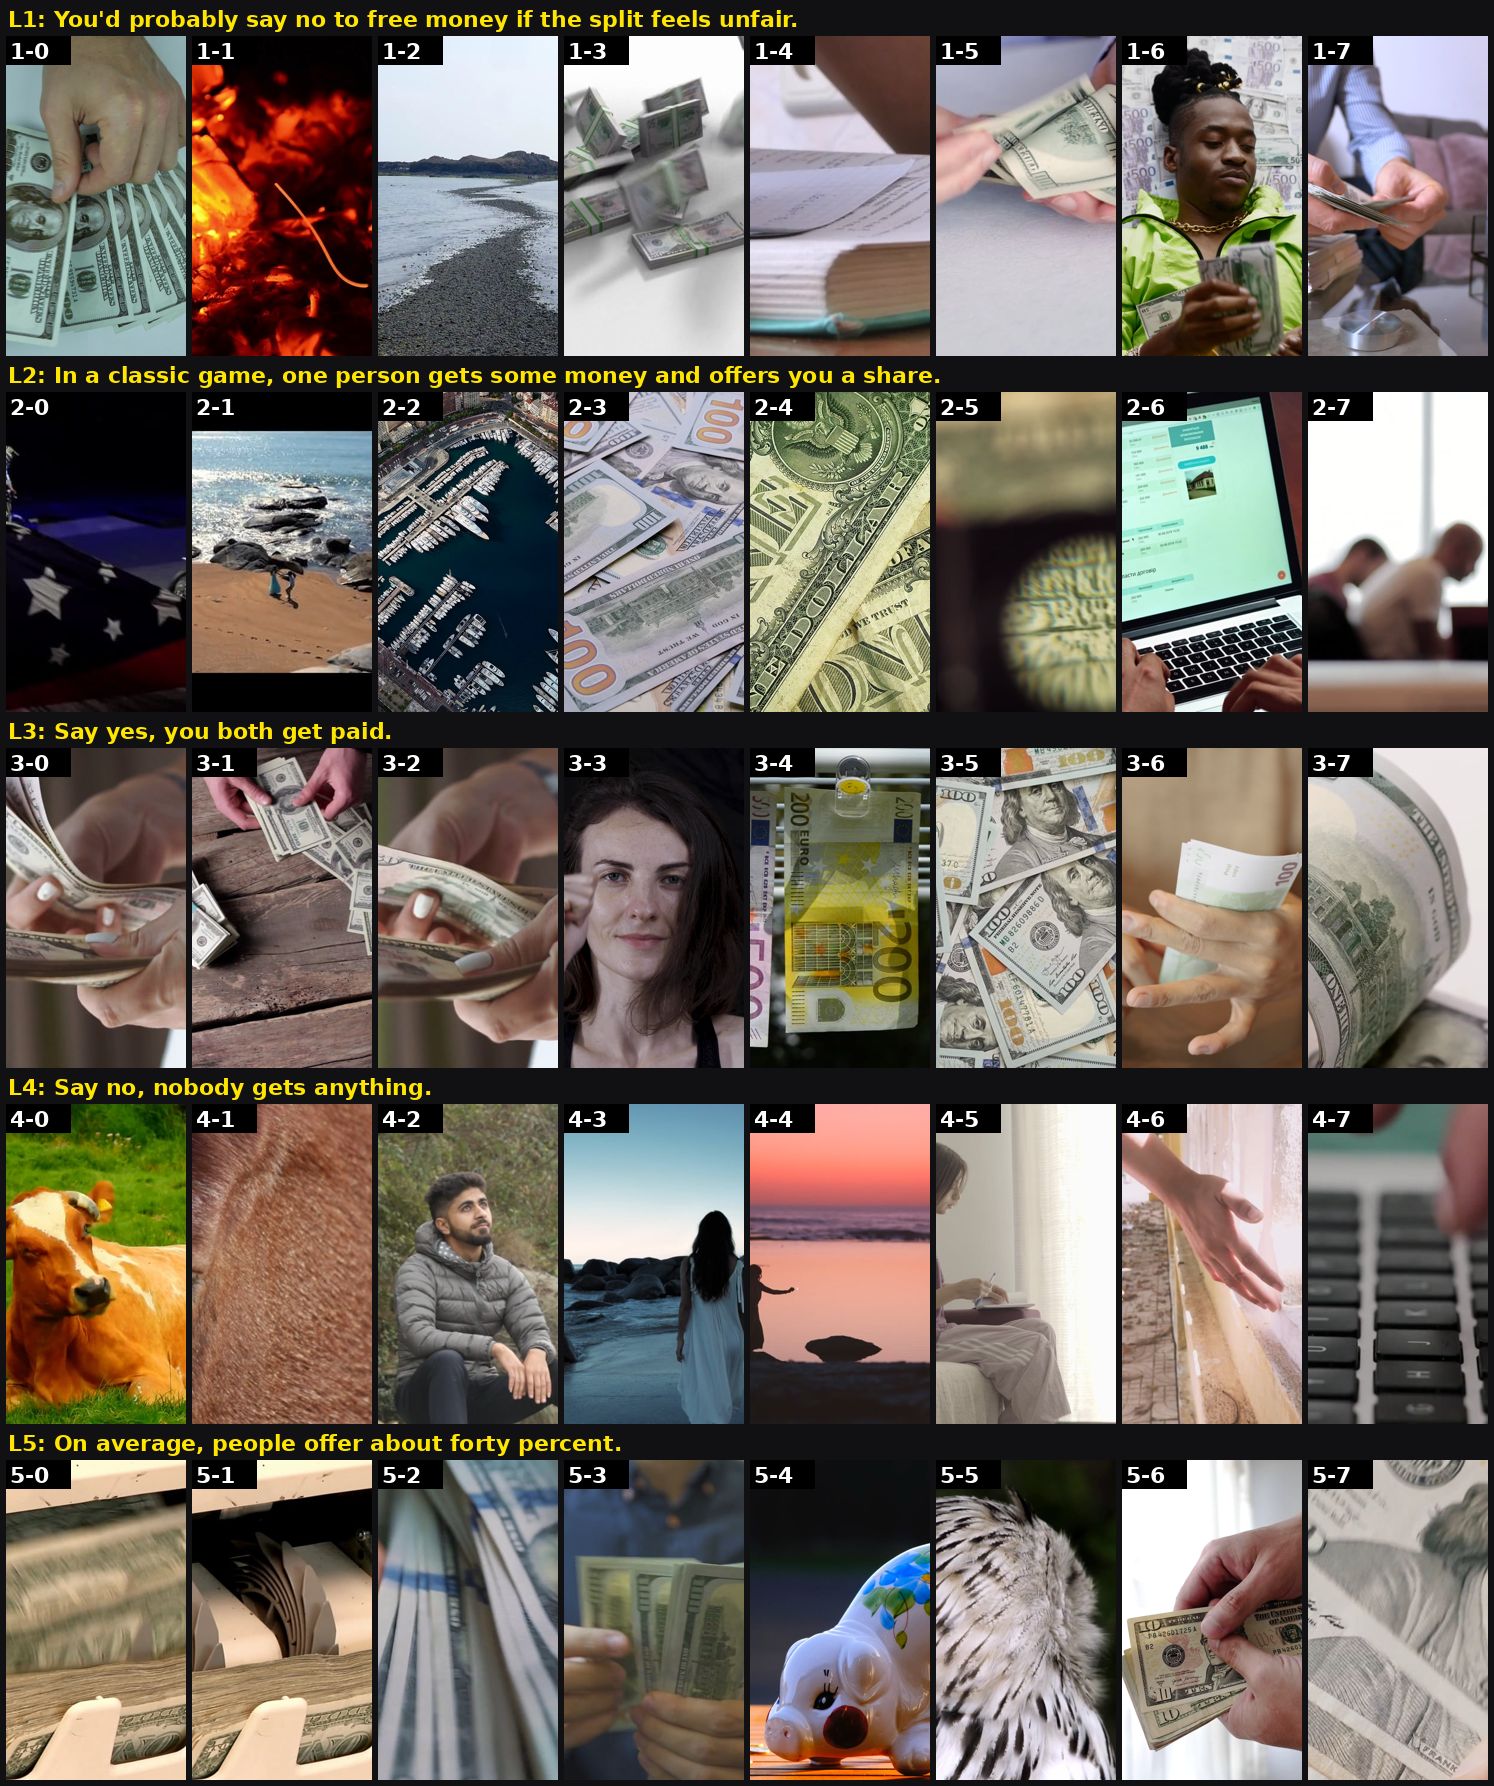 L1: You'd probably say no to free money if the split feels unfair.
1-0 1-1 1-2 1-3 1-4 1-5 1-6 1-7
L2: In a classic game, one person gets some money and offers you a share.
2-0 2-1 2-2 2-3 2-4 2-5 2-6 2-7
L3: Say yes, you both get paid.
3-0 3-1 3-2 3-3 3-4 3-5 3-6 3-7
L4: Say no, nobody gets anything.
4-0 4-1 4-2 4-3 4-4 4-5 4-6 4-7
L5: On average, people offer about forty percent.
5-0 5-1 5-2 5-3 5-4 5-5 5-6 5-7